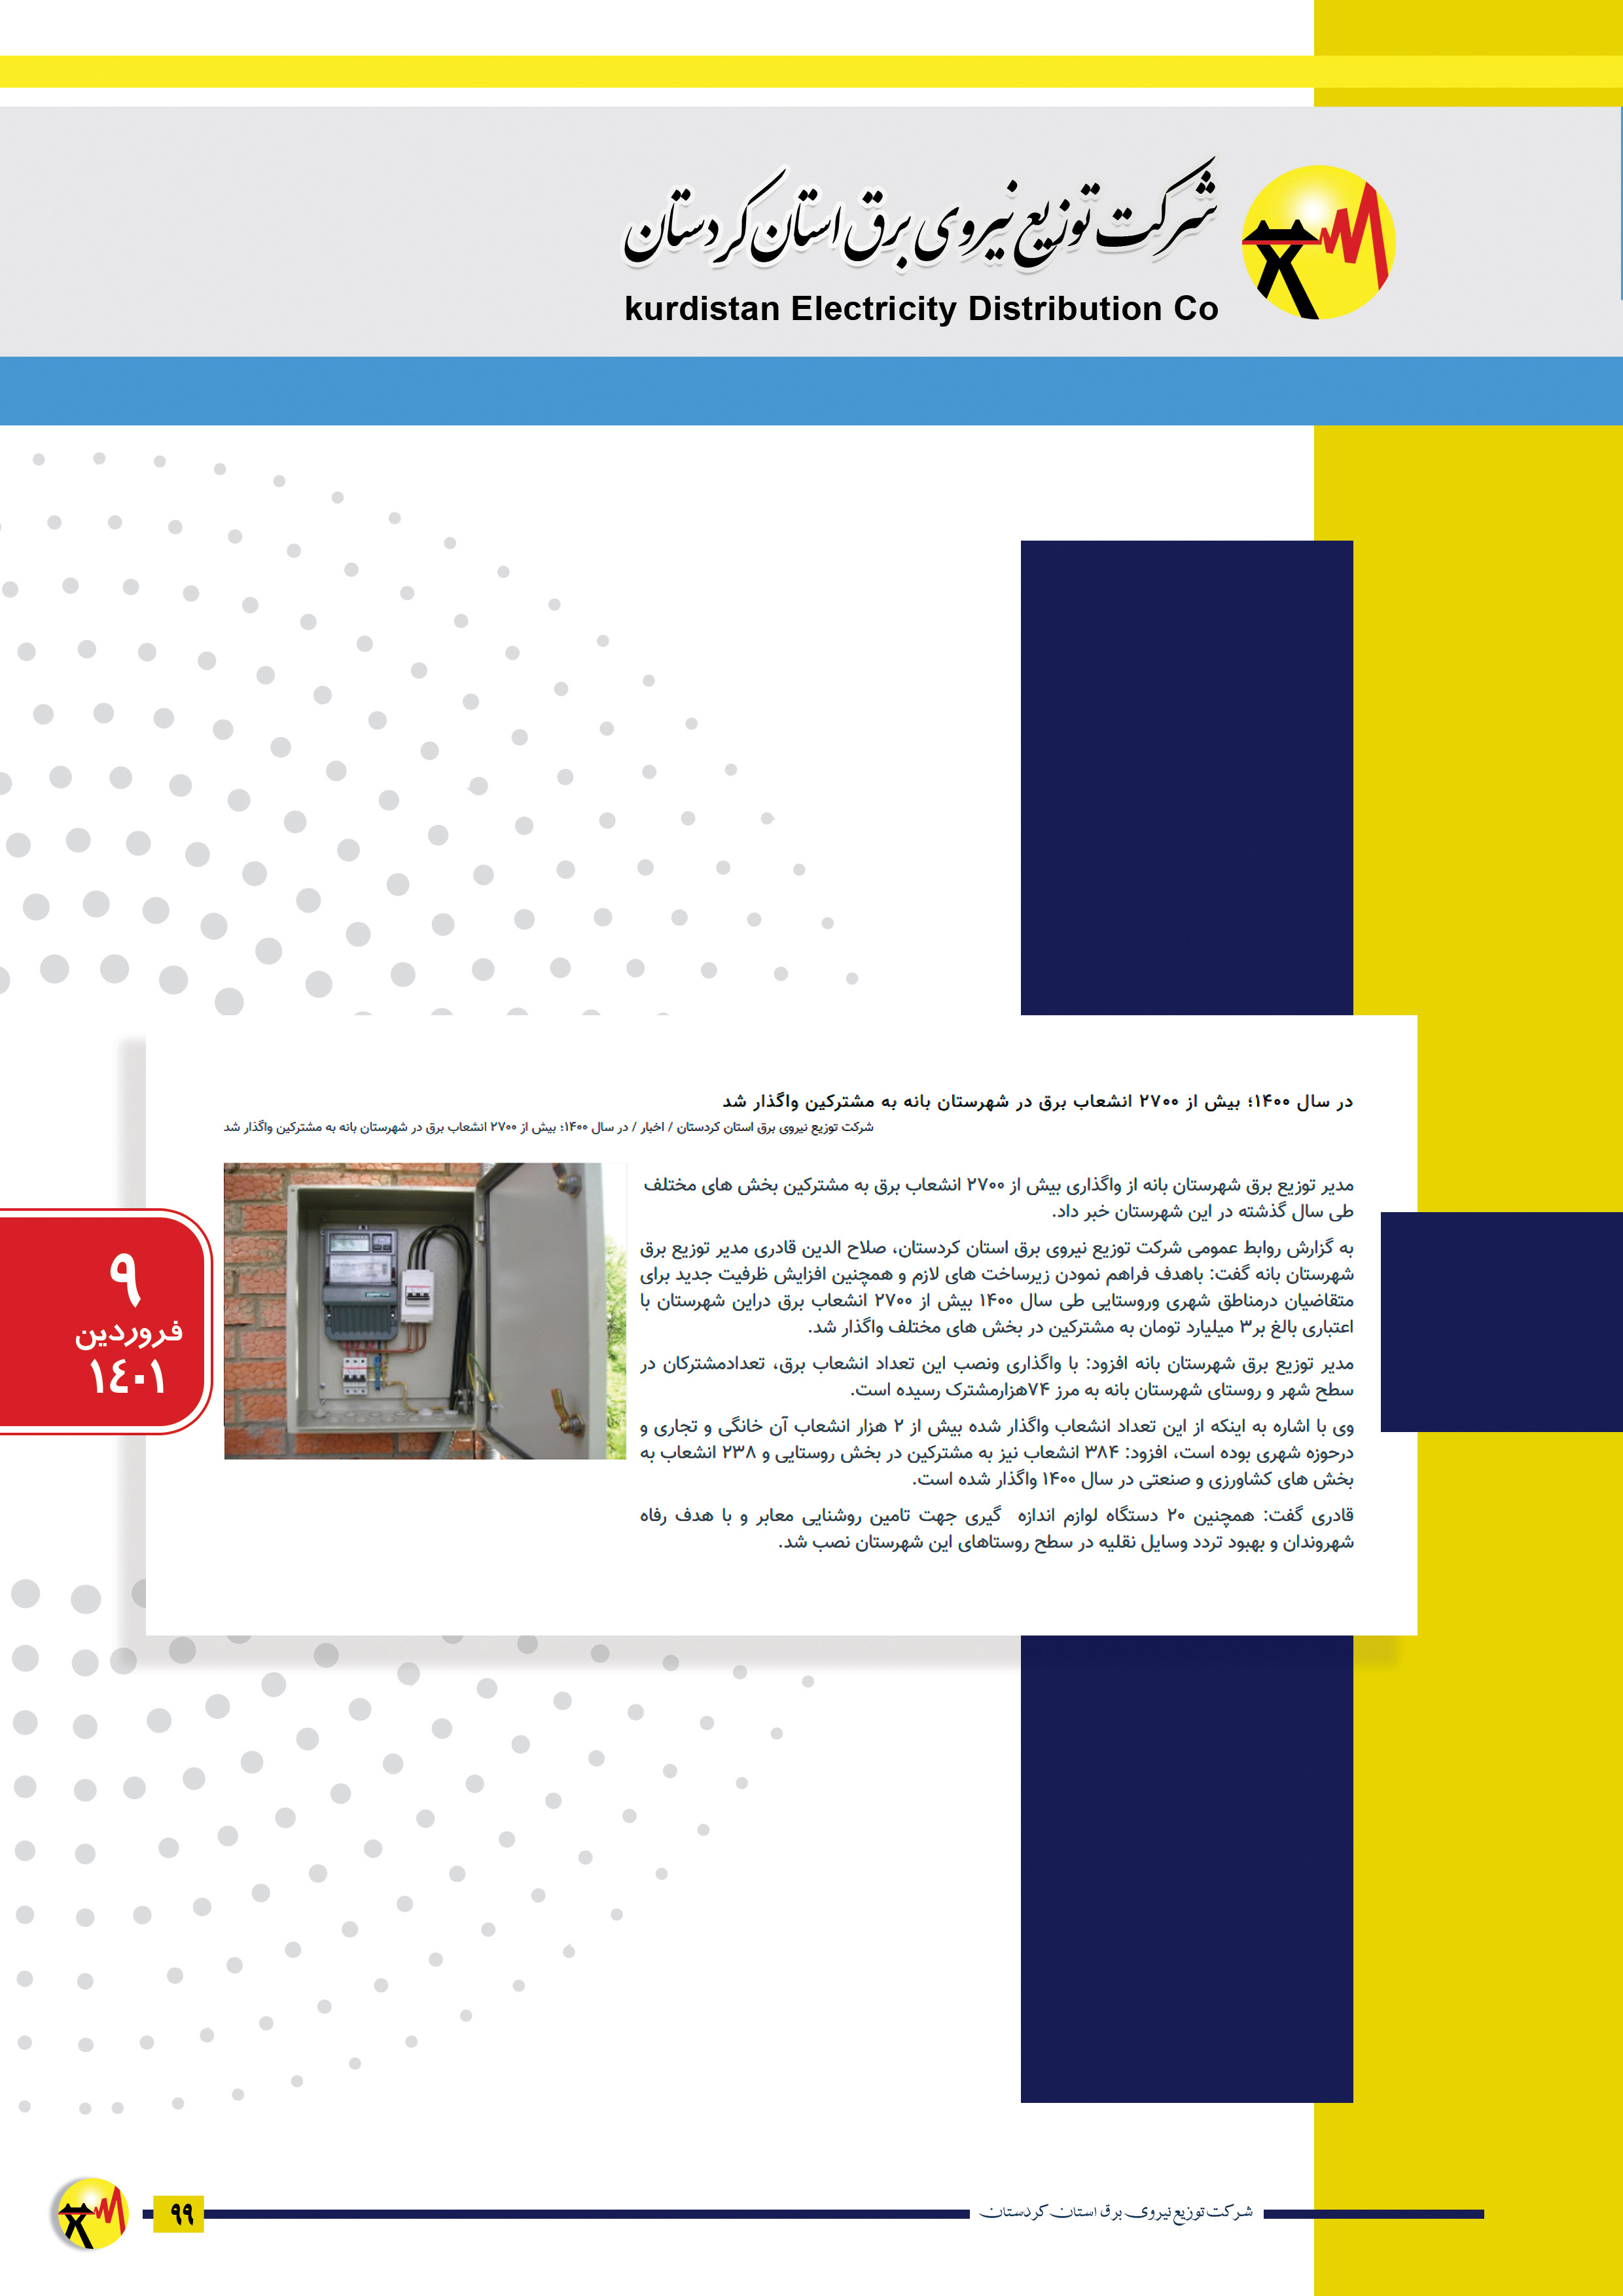 شرکت توزیع نیروی برق استان کردستان
kurdistan Electricity Distribution Co
در سال ۱۴۰۰؛ بیش از ۲۷۰۰ انشعاب برق در شهرستان بانه به مشترکین واگذار شد
شرکت توزیع نیروی برق استان کردستان / اخبار / در سال ۱۴۰۰؛ بیش از ۲۷۰۰ انشعاب برق در شهرستان بانه به مشترکین واگذار شد
مدیر توزیع برق شهرستان بانه از واگذاری بیش از ۲۷۰۰ انشعاب برق به مشترکین بخش های مختلف
طی سال گذشته در این شهرستان خبر داد.
به گزارش روابط عمومی شرکت توزیع نیروی برق استان کردستان، صلاح الدین قادری مدیر توزیع برق
شهرستان بانه گفت: باهدف فراهم نمودن زیرساخت های لازم و همچنین افزایش ظرفیت جدید برای
متقاضیان درمناطق شهری وروستایی طی سال ۱۴۰۰ بیش از ۲۷۰۰ انشعاب برق دراین شهرستان با
اعتباری بالغ بر۳ میلیارد تومان به مشترکین در بخش های مختلف واگذار شد.
مدیر توزیع برق شهرستان بانه افزود: با واگذاری ونصب این تعداد انشعاب برق، تعدادمشترکان در
سطح شهر و روستای شهرستان بانه به مرز ۷۴هزارمشترک رسیده است.
وی با اشاره به اینکه از این تعداد انشعاب واگذار شده بیش از ۲ هزار انشعاب آن خانگی و تجاری و
درحوزه شهری بوده است، افزود: ۳۸۴ انشعاب نیز به مشترکین در بخش روستایی و ۲۳۸ انشعاب به
بخش های کشاورزی و صنعتی در سال ۱۴۰۰ واگذار شده است.
قادری گفت: همچنین ۲۰ دستگاه لوازم اندازه گیری جهت تامین روشنایی معابر و با هدف رفاه
شهروندان و بهبود تردد وسایل نقلیه در سطح روستاهای این شهرستان نصب شد.
۹
فروردین
۱٤۰۱
شرکت توزیع نیروی برق استان کردستان
۹۹